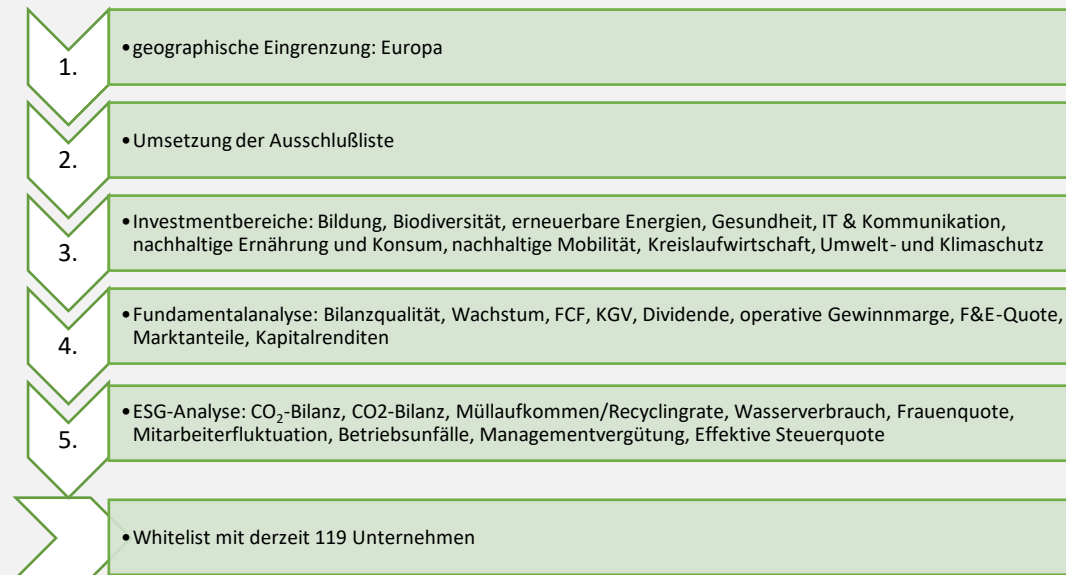 1.
•geographische Eingrenzung: Europa
2.
•Umsetzung der Ausschlußliste
3.
•Investmentbereiche: Bildung, Biodiversität, erneuerbare Energien, Gesundheit, IT & Kommunikation,
nachhaltige Ernährung und Konsum, nachhaltige Mobilität, Kreislaufwirtschaft, Umwelt- und Klimaschutz
4.
•Fundamentalanalyse: Bilanzqualität, Wachstum, FCF, KGV, Dividende, operative Gewinnmarge, F&E-Quote,
Marktanteile, Kapitalrenditen
5.
•ESG-Analyse: CO₂-Bilanz, CO2-Bilanz, Müllaufkommen/Recyclingrate, Wasserverbrauch, Frauenquote,
Mitarbeiterfluktuation, Betriebsunfälle, Managementvergütung, Effektive Steuerquote
•Whitelist mit derzeit 119 Unternehmen